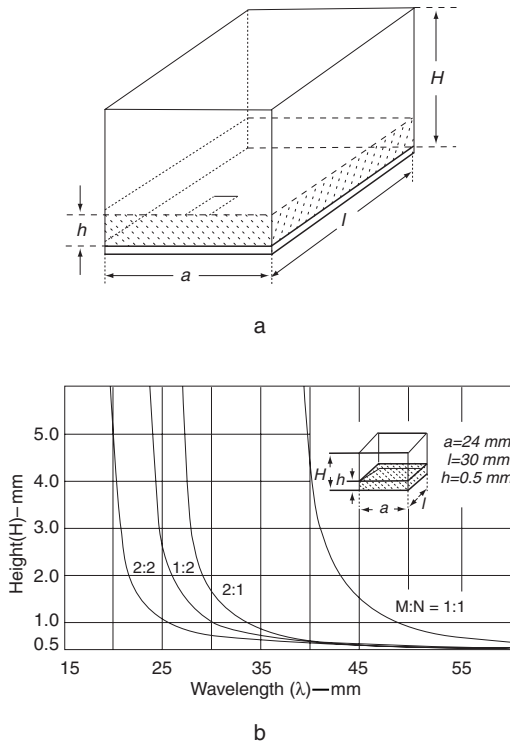 H
h
l
a
a
5.0
4.0
3.0
2.0
1.0
0.5
Height(H)–mm
2:2
1:2
2:1
M:N = 1:1
H
h
a
l
a=24 mm
l=30 mm
h=0.5 mm
15
25
35
45
55
Wavelength (λ)—mm
b